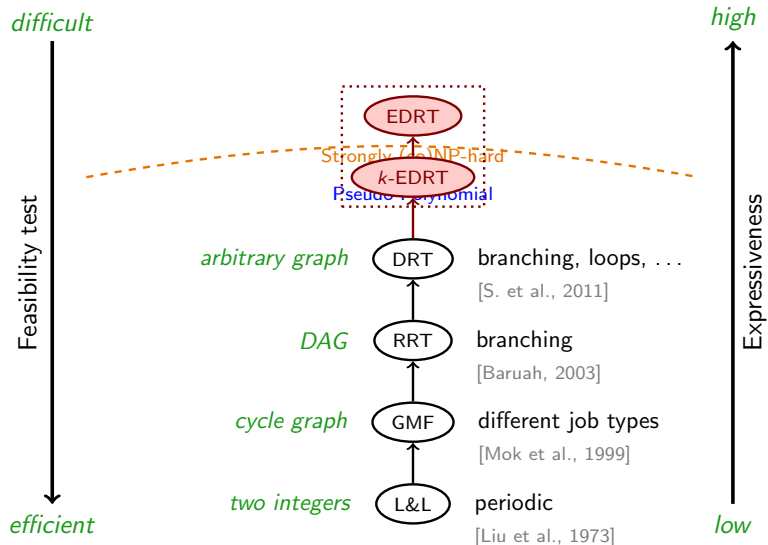 difficult
high
EDRT
Strongly (co)NP-hard
k-EDRT
Pseudo-Polynomial
Feasibility test
Expressiveness
arbitrary graph DRT branching, loops, . . .
[S. et al., 2011]
DAG RRT branching
[Baruah, 2003]
cycle graph GMF different job types
[Mok et al., 1999]
two integers L&L periodic
[Liu et al., 1973]
efficient
low